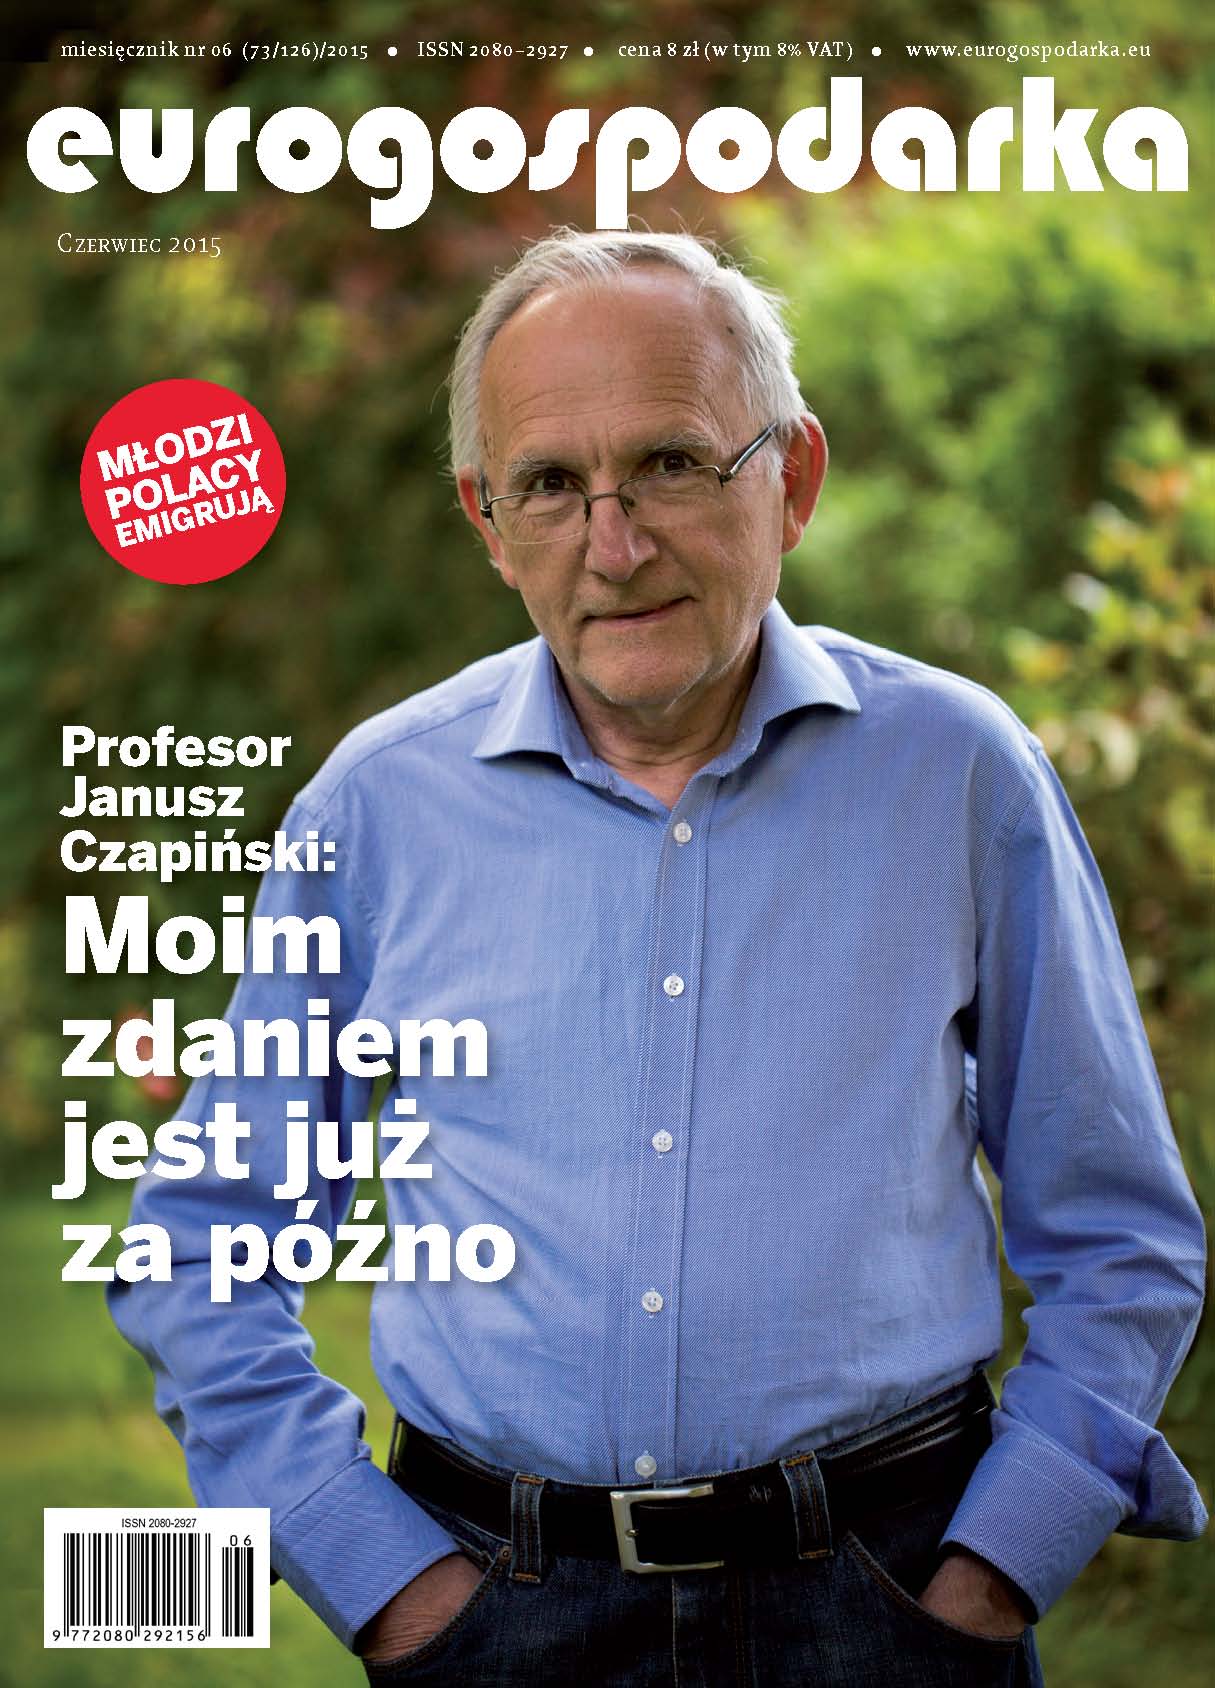 miesięcznik nr 06 (73/126)/2015 • ISSN 2080–2927 • cena 8 zł (w tym 8% VAT) • www.eurogospodarka.eu
eurogospodarka
Czerwiec 2015
MŁODZI
POLACY
EMIGRUJĄ
Profesor
Janusz
Czapiński:
Moim
zdaniem
jest już
za późno
ISSN 2080-2927
06
9 772080 292156